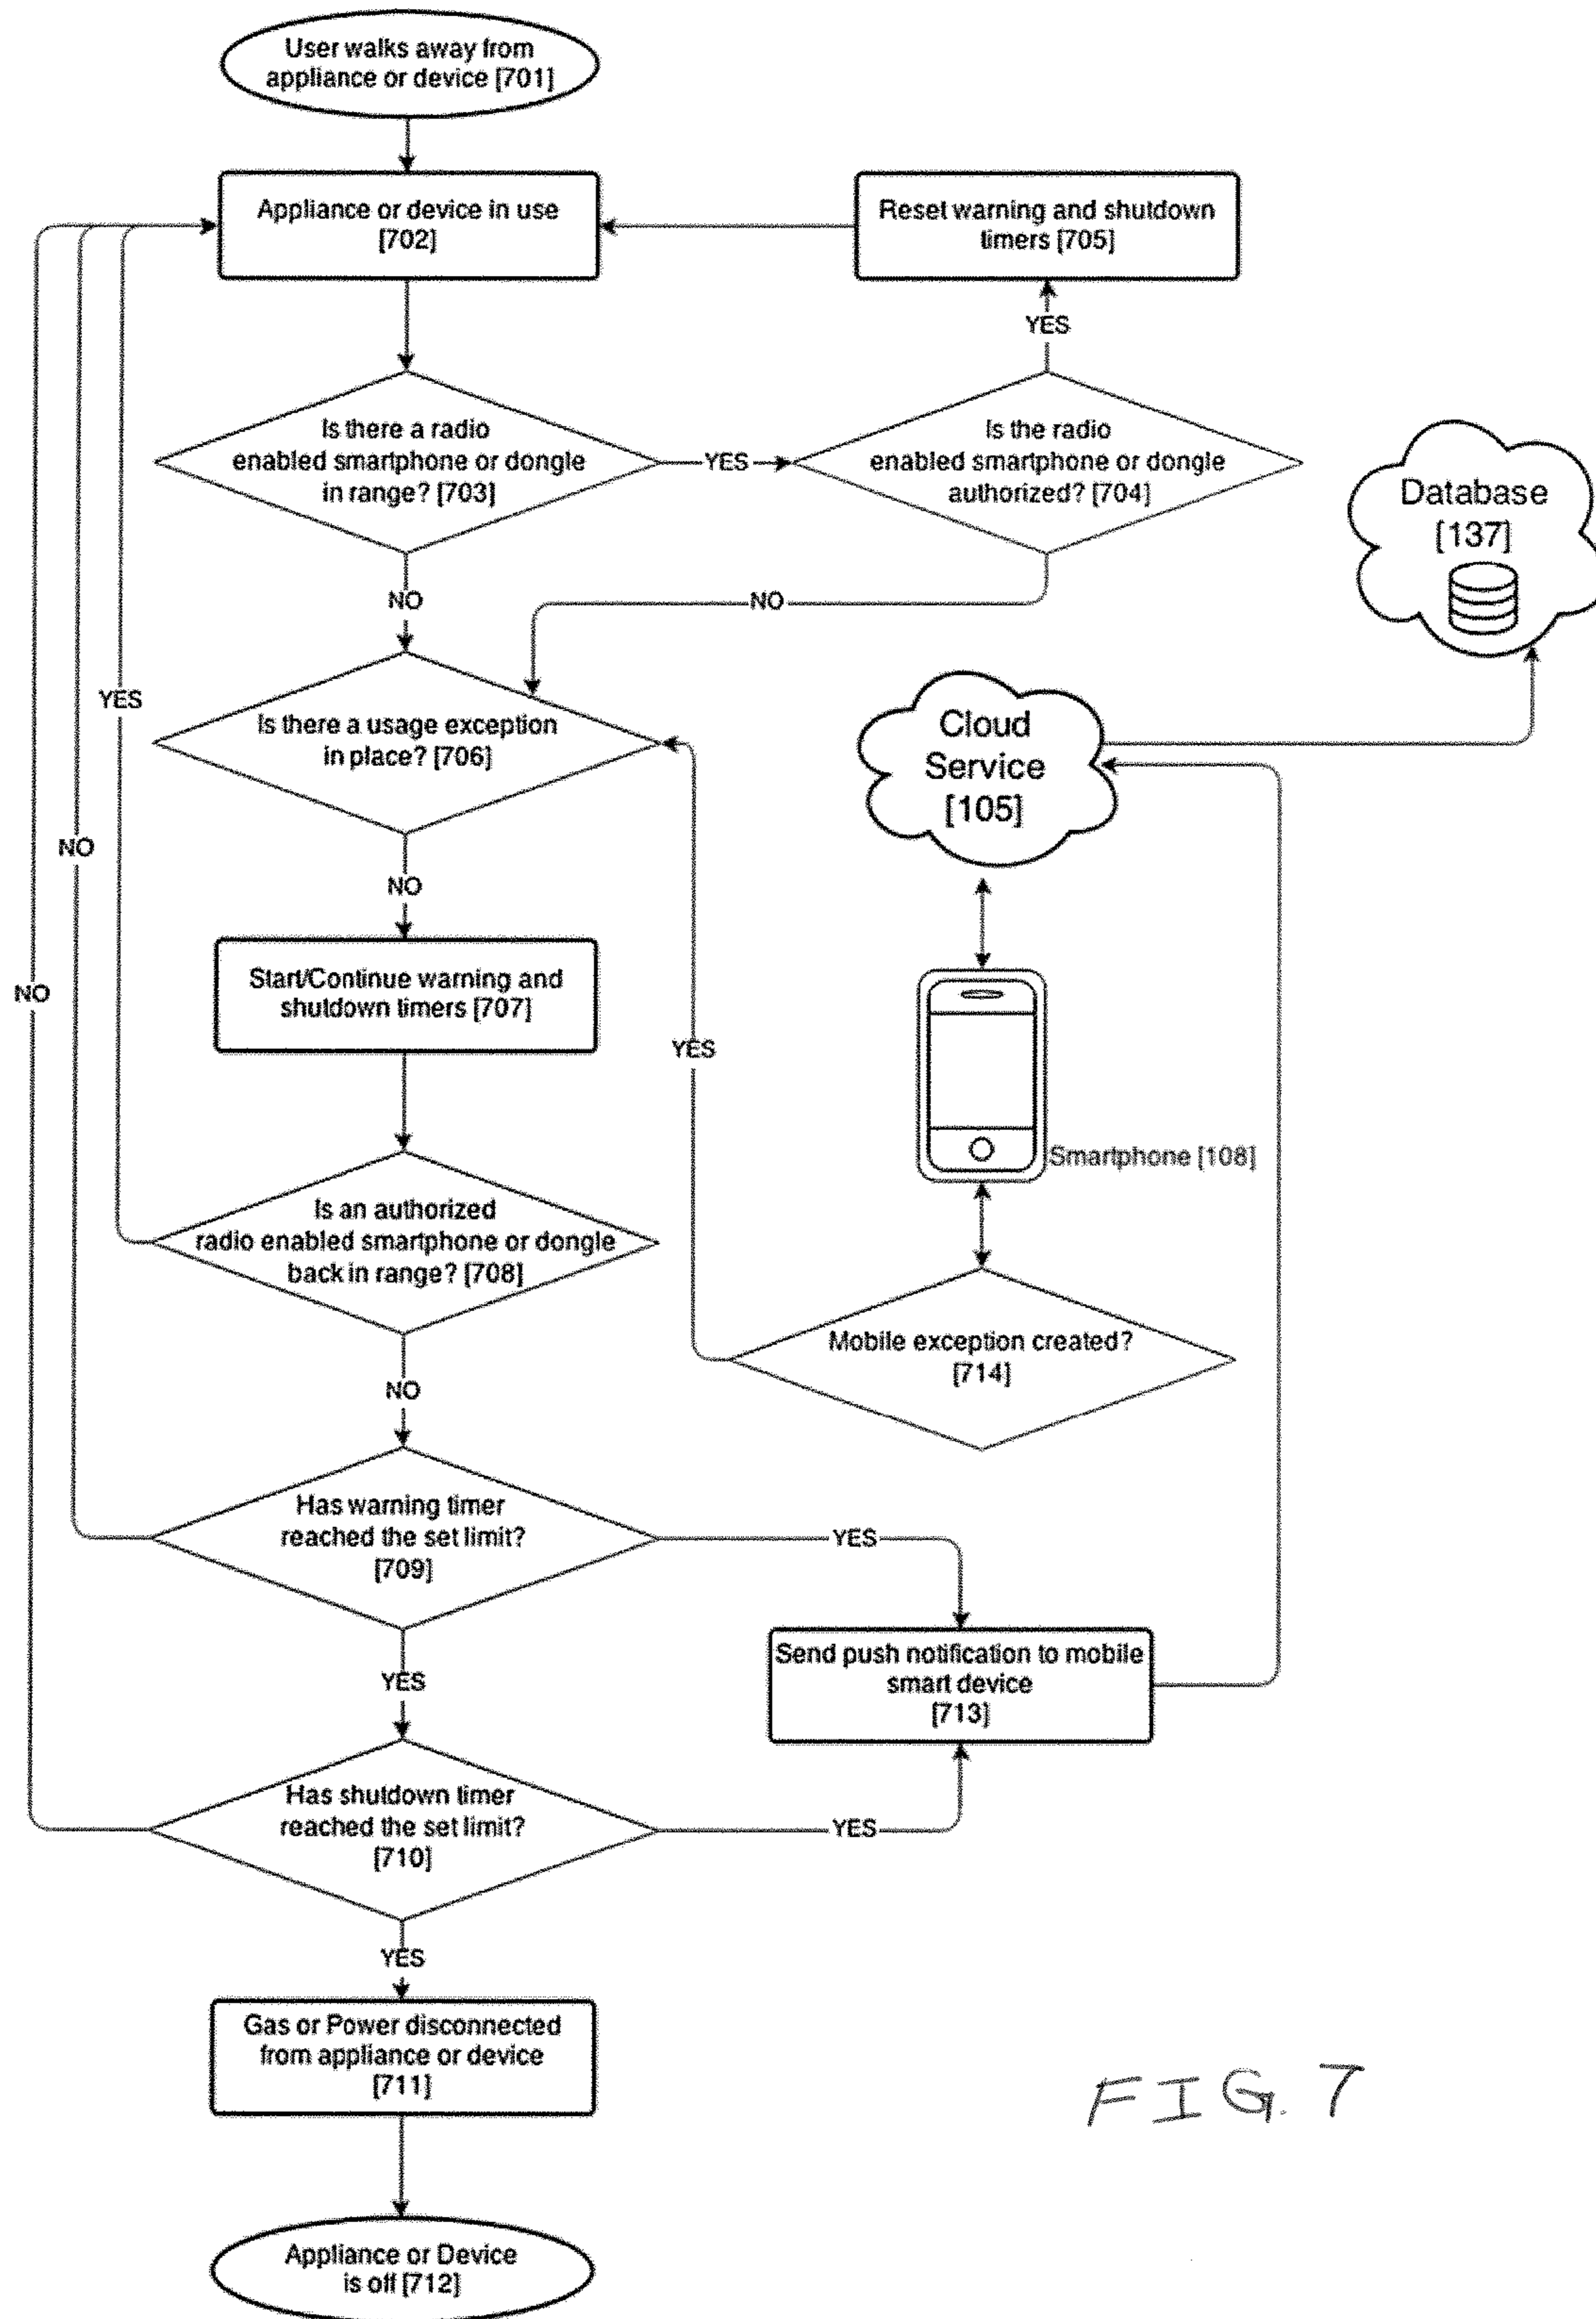 User walks away from
appliance or device [701]
Appliance or device in use
[702]
Reset warning and shutdown
timers [705]
YES
Is there a radio
enabled smartphone or dongle
in range? [703]
YES
Is the radio
enabled smartphone or dongle
authorized? [704]
Database
[137]
NO
NO
YES
Is there a usage exception
in place? [706]
Cloud
Service
[105]
NO
NO
NO
Start/Continue warning and
shutdown timers [707]
YES
Smartphone [108]
Is an authorized
radio enabled smartphone or dongle
back in range? [708]
Mobile exception created?
[714]
NO
Has warning timer
reached the set limit?
[709]
YES
YES
Send push notification to mobile
smart device
[713]
Has shutdown timer
reached the set limit?
[710]
YES
YES
Gas or Power disconnected
from appliance or device
[711]
FIG. 7
Appliance or Device
is off [712]